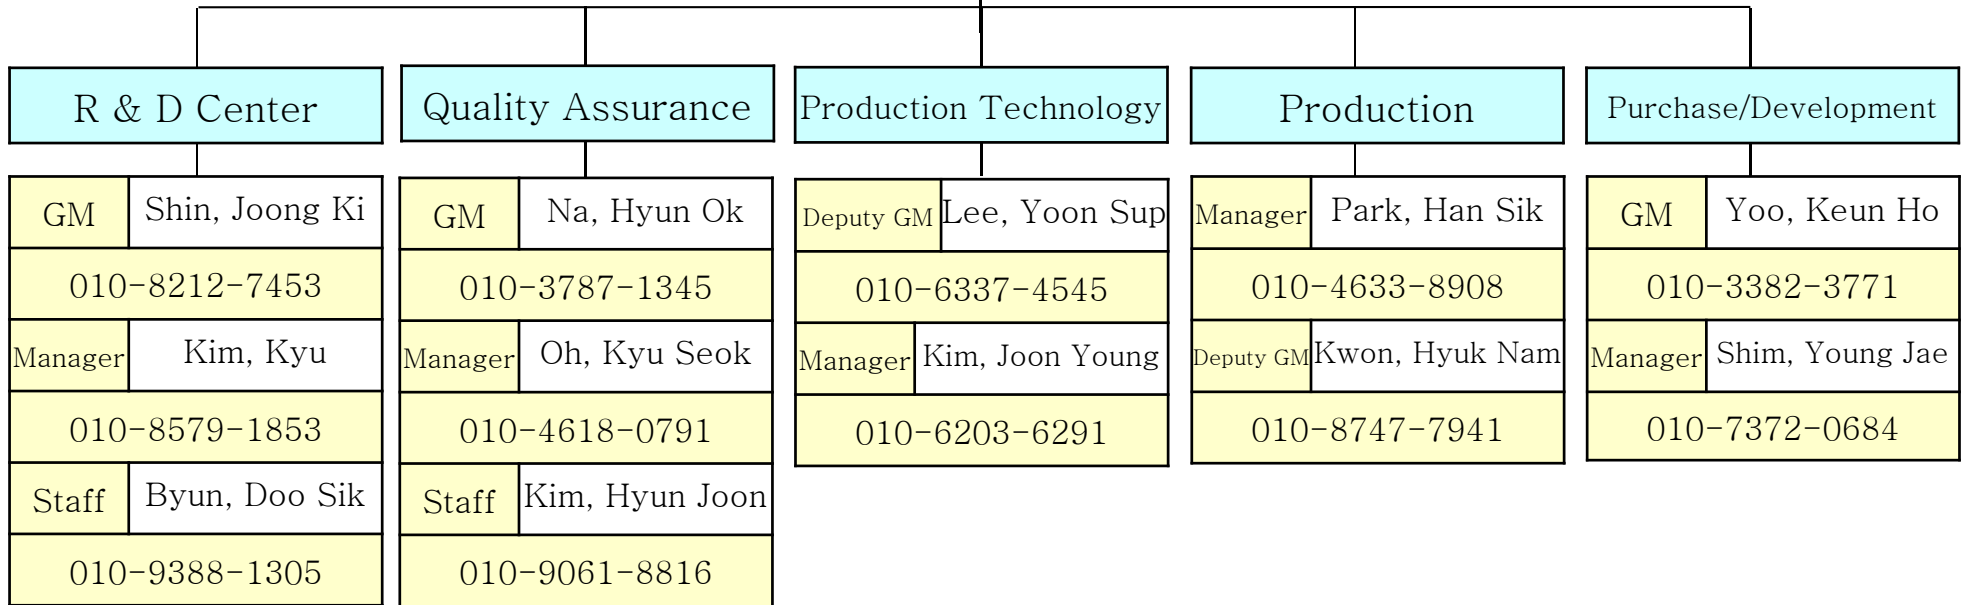 R & D Center
GM Shin, Joong Ki
010-8212-7453
Manager Kim, Kyu
010-8579-1853
Staff Byun, Doo Sik
010-9388-1305
Quality Assurance
GM Na, Hyun Ok
010-3787-1345
Manager Oh, Kyu Seok
010-4618-0791
Staff Kim, Hyun Joon
010-9061-8816
Production Technology
Deputy GM Lee, Yoon Sup
010-6337-4545
Manager Kim, Joon Young
010-6203-6291
Production
Manager Park, Han Sik
010-4633-8908
Deputy GM Kwon, Hyuk Nam
010-8747-7941
Purchase/Development
GM Yoo, Keun Ho
010-3382-3771
Manager Shim, Young Jae
010-7372-0684